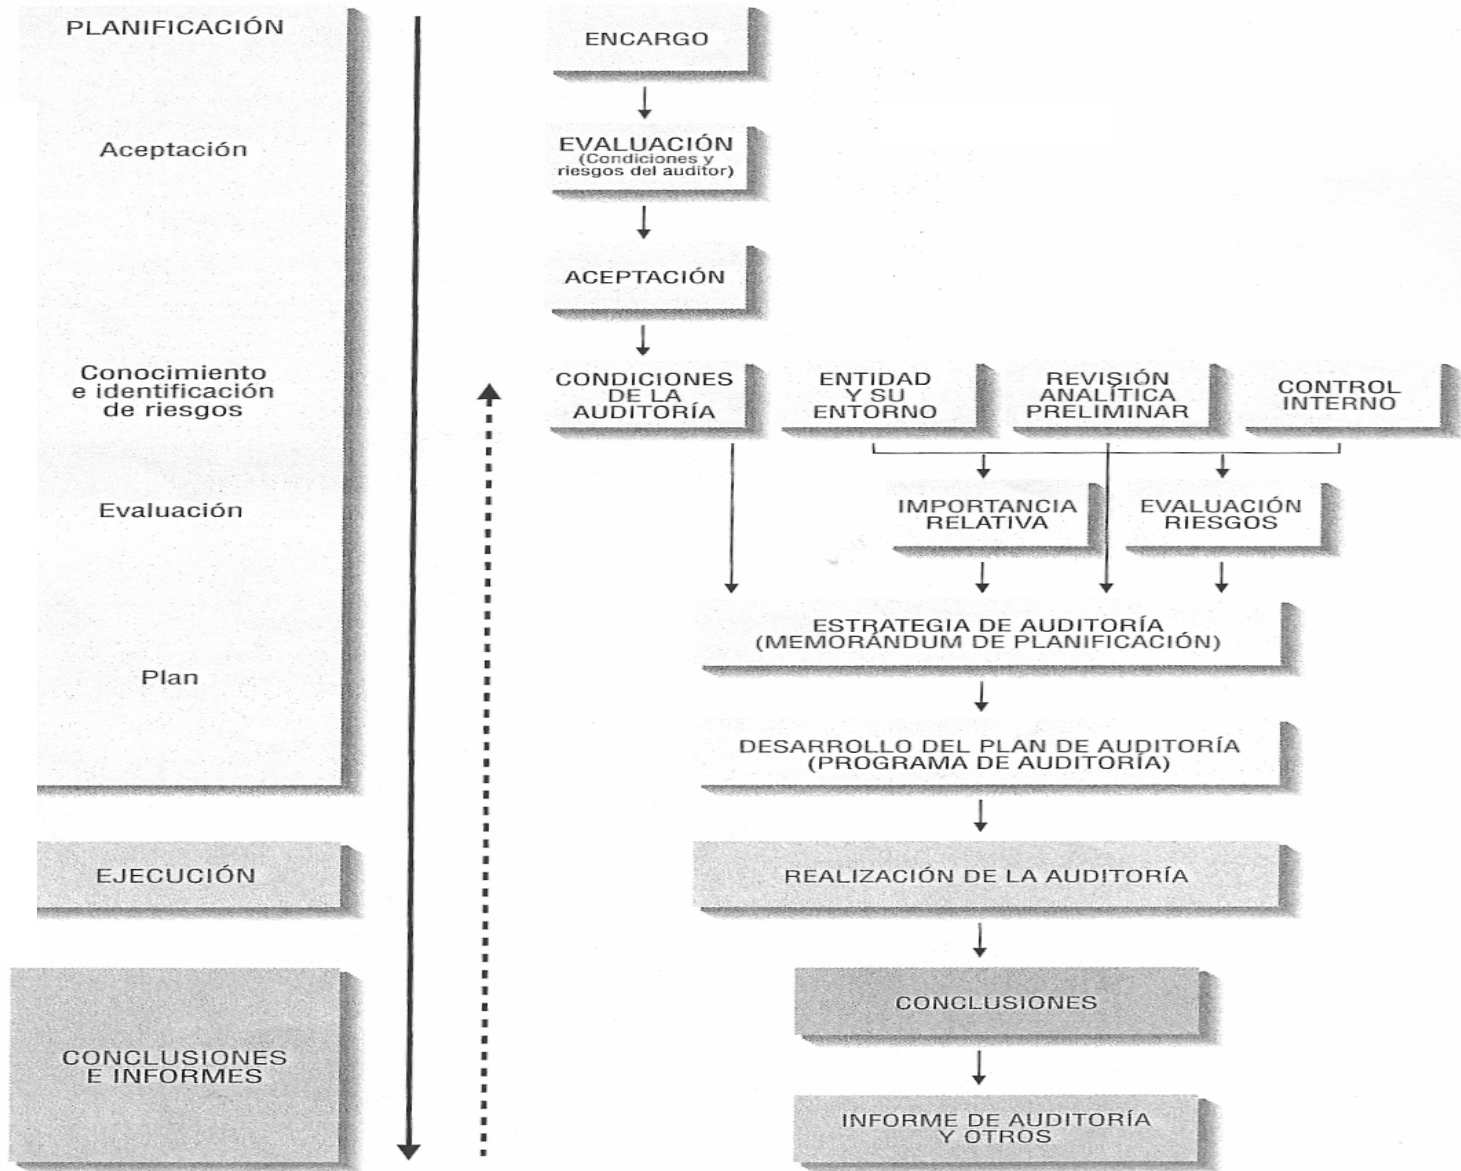 PLANIFICACIÓN
Aceptación
Conocimiento
e identificación
de riesgos
Evaluación
Plan
EJECUCIÓN
CONCLUSIONES
E INFORMES
ENCARGO
EVALUACIÓN
(Condiciones y
riesgos del auditor)
ACEPTACIÓN
CONDICIONES
DE LA
AUDITORÍA
ENTIDAD
Y SU
ENTORNO
REVISIÓN
ANALÍTICA
PRELIMINAR
CONTROL
INTERNO
IMPORTANCIA
RELATIVA
EVALUACIÓN
RIESGOS
ESTRATEGIA DE AUDITORÍA
(MEMORÁNDUM DE PLANIFICACIÓN)
DESARROLLO DEL PLAN DE AUDITORÍA
(PROGRAMA DE AUDITORÍA)
REALIZACIÓN DE LA AUDITORÍA
CONCLUSIONES
INFORME DE AUDITORÍA
Y OTROS